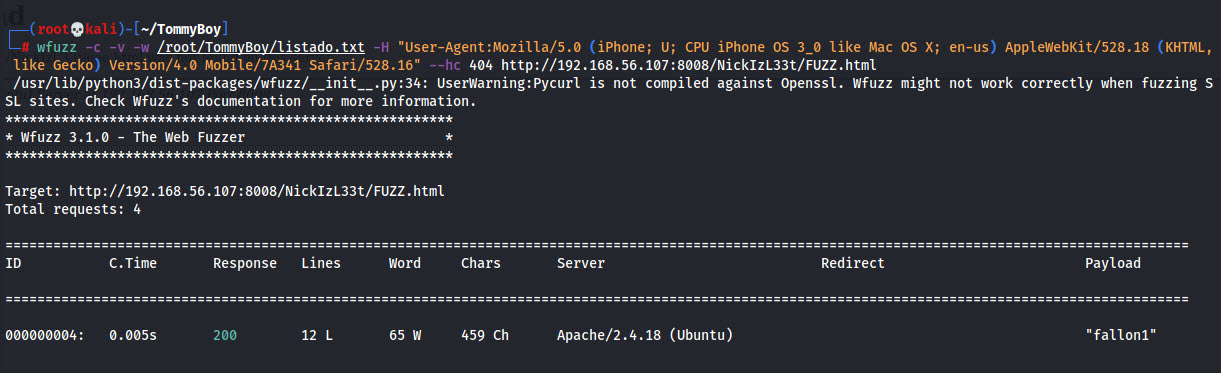 (root💀kali)-[~/TommyBoy]
# wfuzz -c -v -w /root/TommyBoy/listado.txt -H "User-Agent:Mozilla/5.0 (iPhone; U; CPU iPhone OS 3_0 like Mac OS X; en-us) AppleWebKit/528.18 (KHTML,
like Gecko) Version/4.0 Mobile/7A341 Safari/528.16" --hc 404 http://192.168.56.107:8008/NickIzL33t/FUZZ.html
/usr/lib/python3/dist-packages/wfuzz/__init__.py:34: UserWarning:Pycurl is not compiled against Openssl. Wfuzz might not work correctly when fuzzing S
SL sites. Check Wfuzz's documentation for more information.
********************************************************
* Wfuzz 3.1.0 - The Web Fuzzer                         *
********************************************************
Target: http://192.168.56.107:8008/NickIzL33t/FUZZ.html
Total requests: 4
====================================================================================================================================================
ID           C.Time       Response   Lines      Word     Chars       Server                           Redirect                         Payload
====================================================================================================================================================
000000004:   0.005s       200        12 L       65 W     459 Ch      Apache/2.4.18 (Ubuntu)                                            "fallon1"